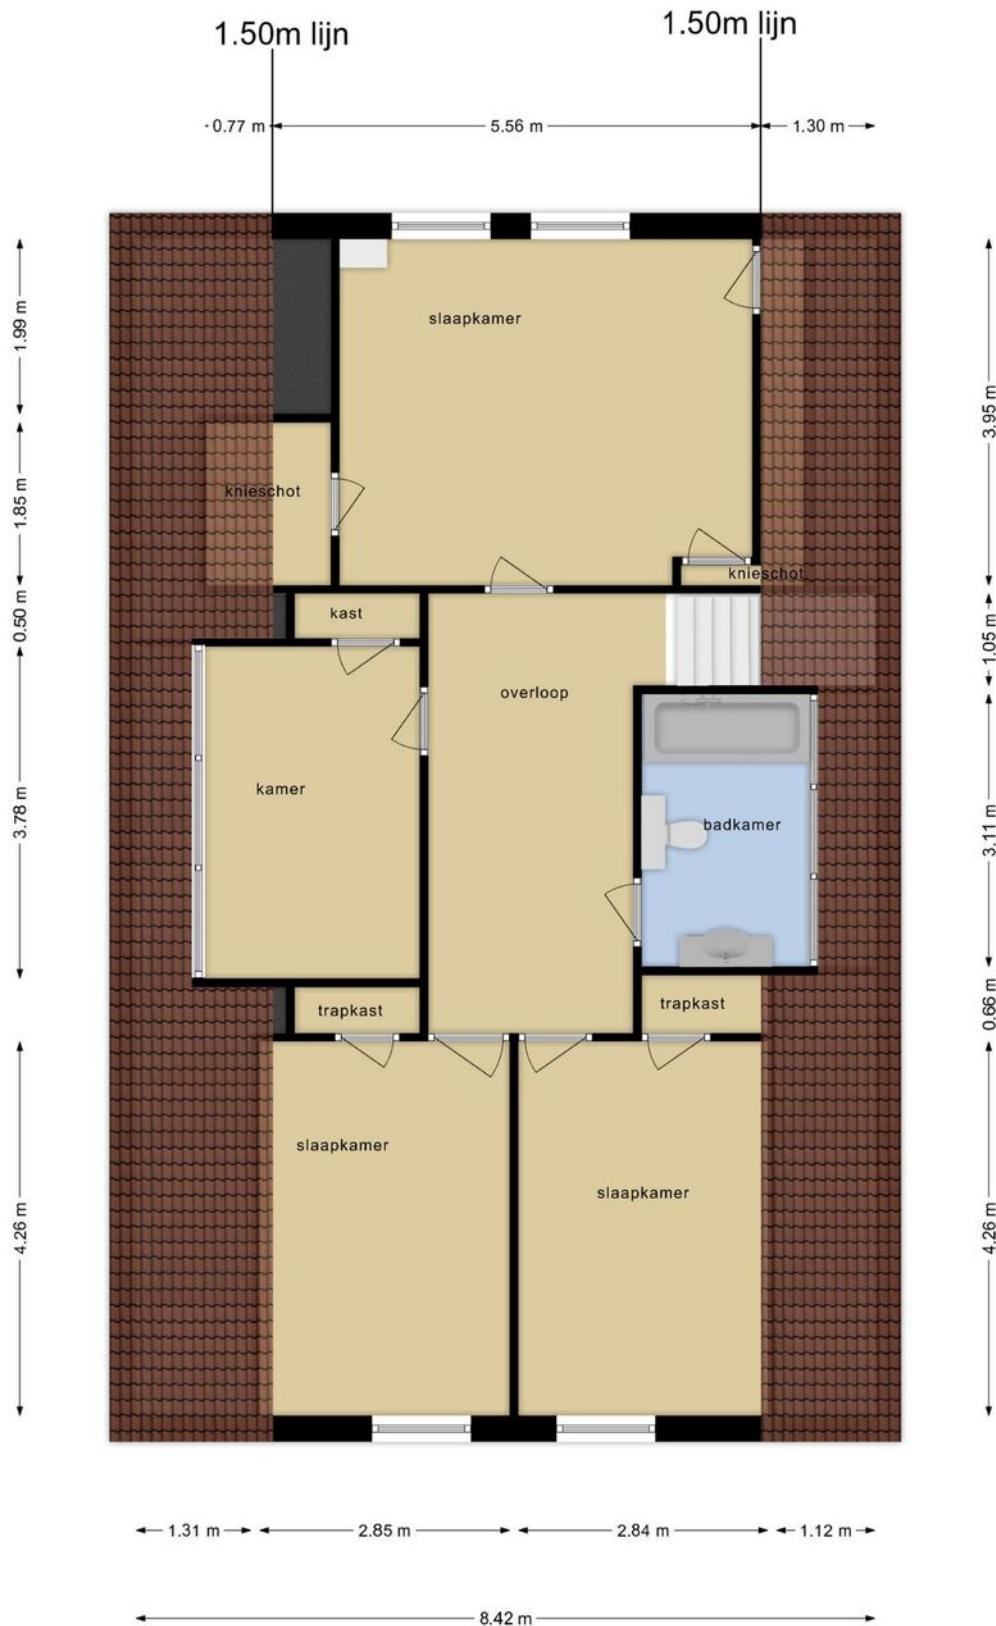 1.50m lijn
1.50m lijn
0.77 m
5.56 m
1.30 m
1.99 m
3.95 m
slaapkamer
1.85 m
knieschot
knieschot
0.50 m
kast
1.05 m
overloop
3.78 m
kamer
badkamer
3.11 m
trapkast
trapkast
0.66 m
4.26 m
slaapkamer
slaapkamer
4.26 m
1.31 m
2.85 m
2.84 m
1.12 m
8.42 m